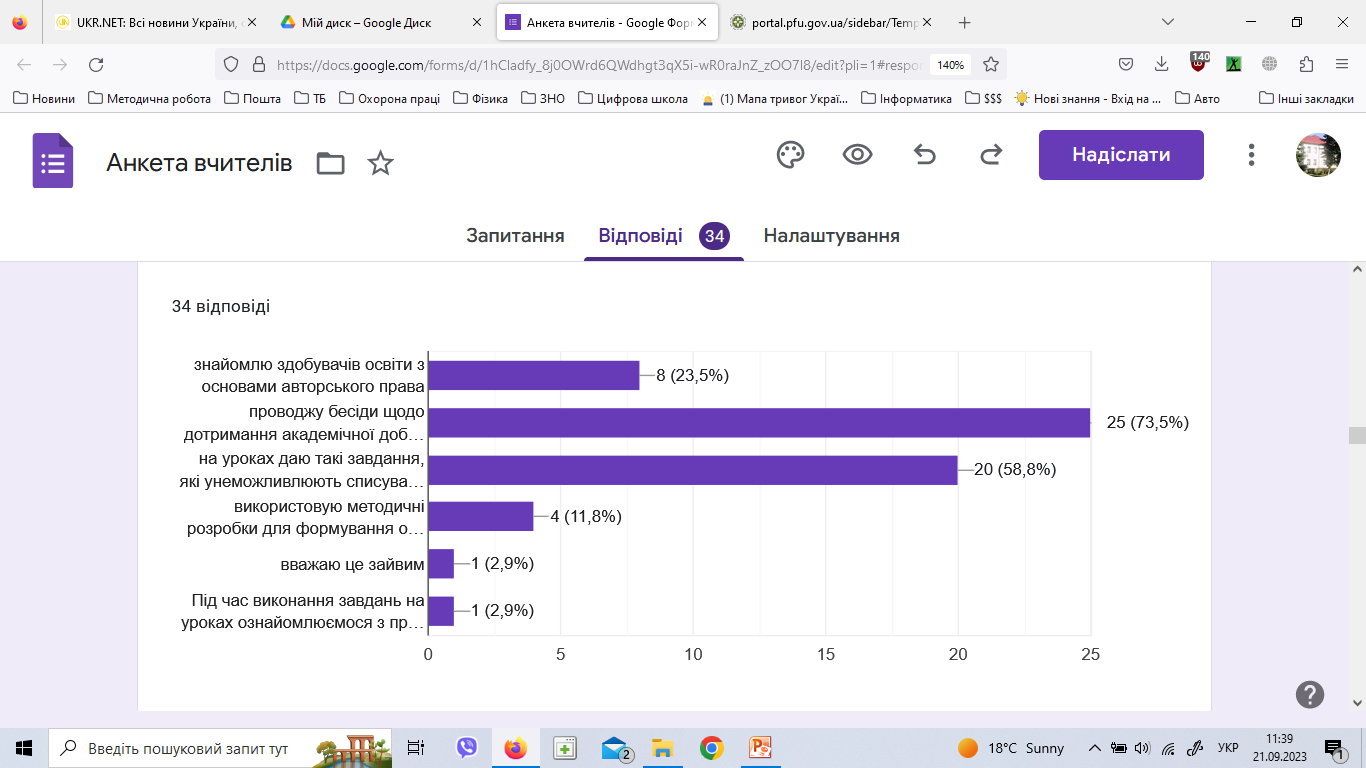 UKR.NET: Всі новини України,
Мій диск – Google Диск
Анкета вчителів - Google Фор
portal.pfu.gov.ua/sidebar/Temp
https://docs.google.com/forms/d/
140%
140
Новини
Методична робота
Пошта
ТБ
Охорона праці
Фізика
ЗНО
Цифрова школа
(1) Мапа тривог Украї...
Інформатика
$$$
Нові знання - Вхід на ...
Авто
Інші закладки
Анкета вчителів
Надіслати
Запитання
Відповіді 34
Налаштування
34 відповіді
знайомлю здобувачів освіти з
основами авторського права
8 (23,5%)
проводжу бесіди щодо
дотримання академічної доб…
25 (73,5%)
на уроках даю такі завдання,
які унеможливлюють списува…
20 (58,8%)
використовую методичні
розробки для формування о…
4 (11,8%)
вважаю це зайвим
1 (2,9%)
Під час виконання завдань на
уроках ознайомлюємося з пр…
1 (2,9%)
0 5 10 15 20 25
Введіть пошуковий запит тут
2
18°C Sunny
УКР
11:39
21.09.2023
1